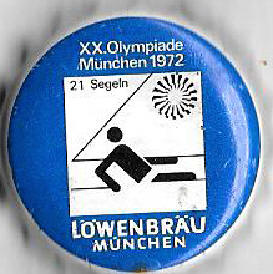 XX.Olympiade
München 1972
21 Segeln
LÖWENBRÄU
MÜNCHEN